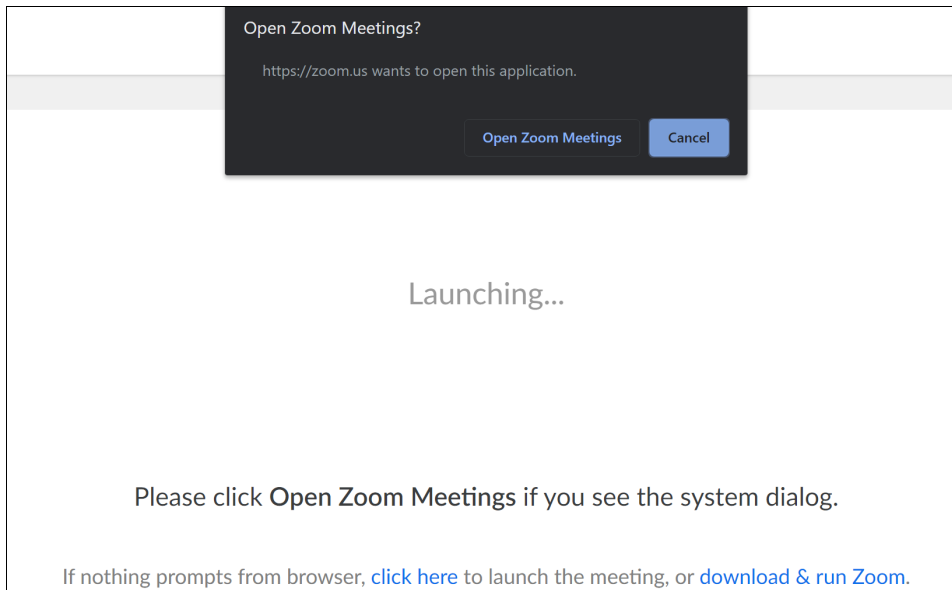 Open Zoom Meetings?
https://zoom.us wants to open this application.
Open Zoom Meetings Cancel
Launching...
Please click Open Zoom Meetings if you see the system dialog.
If nothing prompts from browser, click here to launch the meeting, or download & run Zoom.